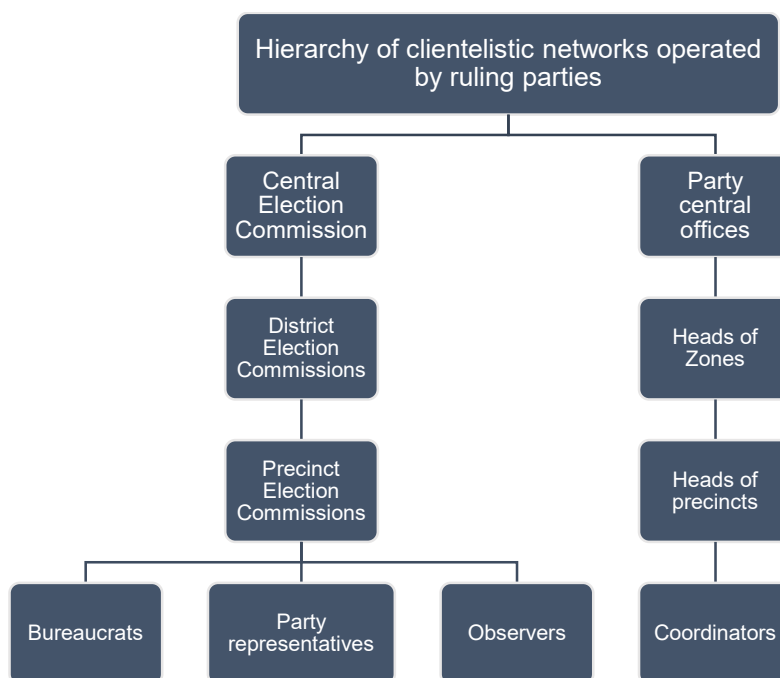 Hierarchy of clientelistic networks operated
by ruling parties
Central
Election
Commission
Party
central
offices
District
Election
Commissions
Heads of
Zones
Precinct
Election
Commissions
Heads of
precincts
Bureaucrats
Party
representatives
Observers
Coordinators